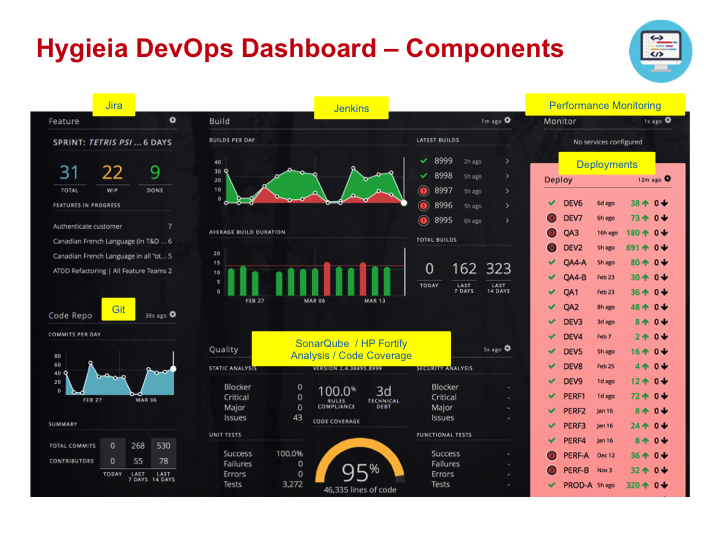 Hygieia DevOps Dashboard – Components
Jira
Feature
SPRINT: TETRIS PSI ... 6 DAYS
31 22 9
TOTAL WIP DONE
FEATURES IN PROGRESS
Authenticate customer 7
Canadian French Language (In T&D ... 6
Canadian French Language in all "ot... 5
ATDD Refactoring | All Feature Teams 2
Git
Code Repo 38s ago
COMMITS PER DAY
80
60
40
20
0
FEB 27 MAR 06
SUMMARY
TOTAL COMMITS 0 268 530
CONTRIBUTORS 0 55 78
TODAY LAST 7 DAYS LAST 14 DAYS
Jenkins
Build 1m ago
BUILDS PER DAY
40
30
20
10
0
AVERAGE BUILD DURATION
20
15
10
5
0
FEB 27 MAR 06 MAR 13
LATEST BUILDS
8999 2h ago
8998 5h ago
8997 5h ago
8996 5h ago
8995 6h ago
TOTAL BUILDS
0 162 323
TODAY LAST 7 DAYS LAST 14 DAYS
SonarQube / HP Fortify
Analysis / Code Coverage
Quality 5s ago
STATIC ANALYSIS
Blocker 0
Critical 0
Major 0
Issues 43
VERSION 2.4.38495.8999
100.0% 3d
RULES COMPLIANCE TECHNICAL DEBT
SECURITY ANALYSIS
Blocker -
Critical -
Major -
Issues -
UNIT TESTS
Success 100.0%
Failures 0
Errors 0
Tests 3,272
CODE COVERAGE
95%
46,335 lines of code
FUNCTIONAL TESTS
Success -
Failures -
Errors -
Tests -
Performance Monitoring
Monitor 1s ago
No services configured
Deployments
Deploy 12m ago
DEV6 6d ago 38 0
DEV7 6h ago 73 0
QA3 16h ago 180 0
DEV2 5h ago 691 0
QA4-A 5h ago 80 0
QA4-B Feb 23 30 0
QA1 Feb 23 36 0
QA2 8h ago 48 0
DEV3 3d ago 8 0
DEV4 Feb 7 2 0
DEV5 5h ago 16 0
DEV8 Feb 25 4 0
DEV9 1d ago 12 0
PERF1 1d ago 72 0
PERF2 Jan 16 8 0
PERF3 Jan 16 24 0
PERF4 Jan 16 8 0
PERF-A Dec 12 36 0
PERF-B Nov 3 32 0
PROD-A 5h ago 320 0